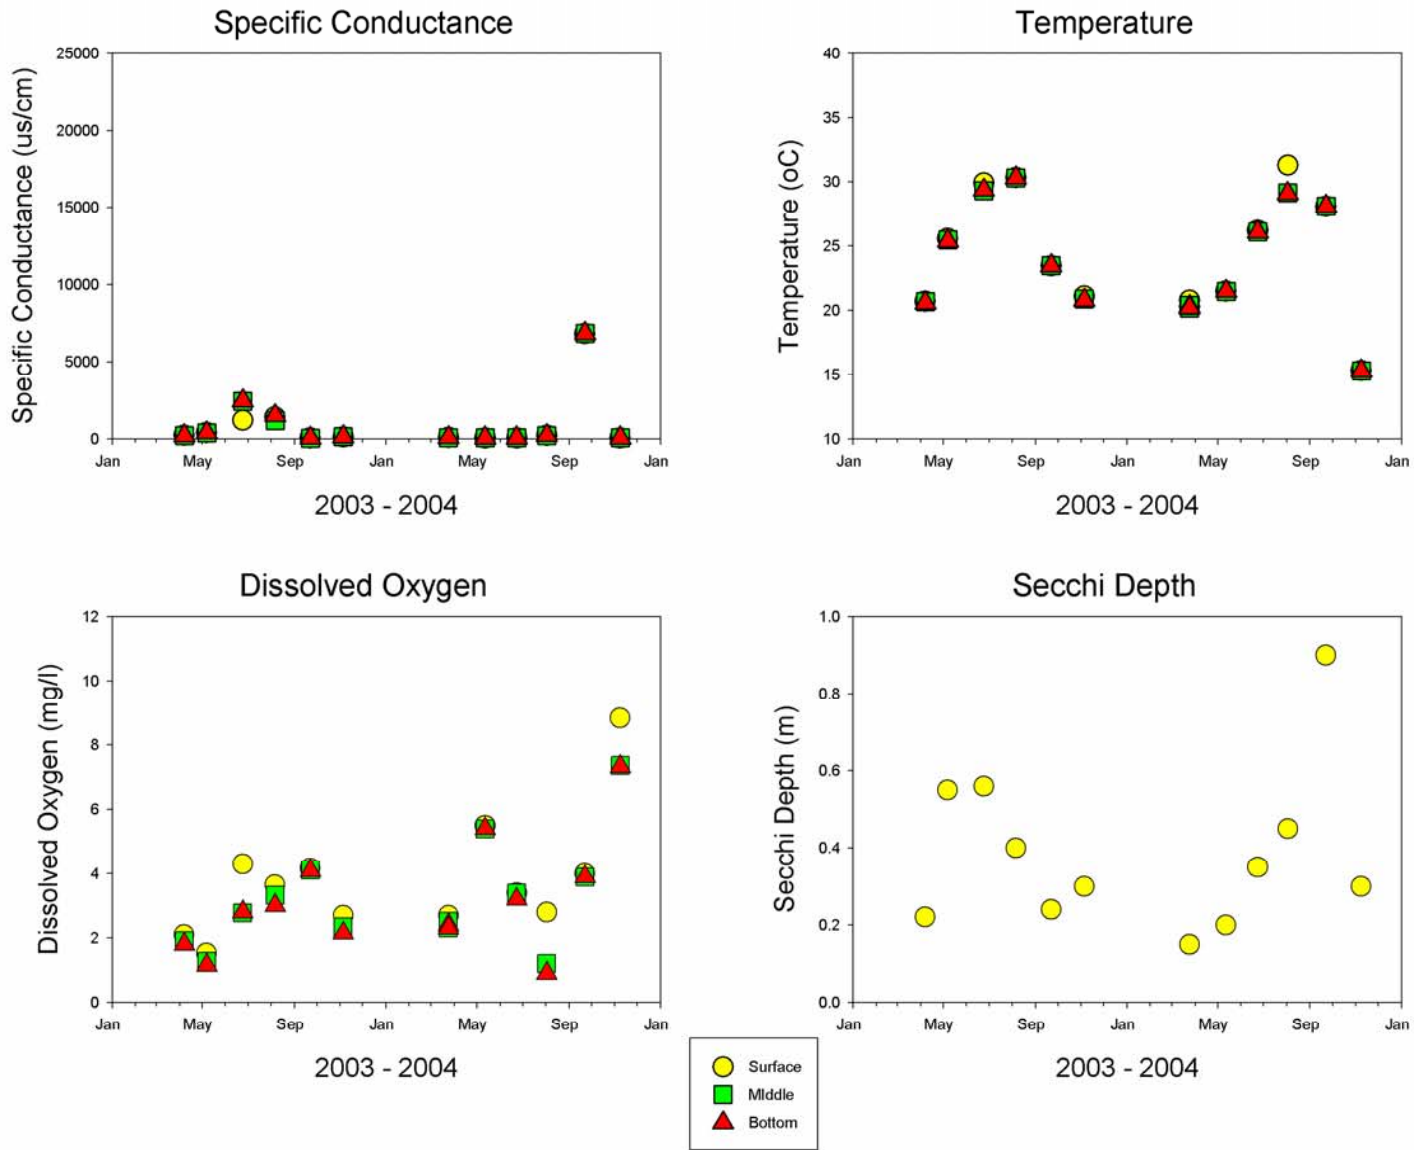 Specific Conductance
Specific Conductance (us/cm)
25000
20000
15000
10000
5000
0
Jan May Sep Jan May Sep Jan
2003 - 2004
Temperature
Temperature (oC)
40
35
30
25
20
15
10
Jan May Sep Jan May Sep Jan
2003 - 2004
Dissolved Oxygen
Dissolved Oxygen (mg/l)
12
10
8
6
4
2
0
Jan May Sep Jan May Sep Jan
2003 - 2004
Secchi Depth
Secchi Depth (m)
1.0
0.8
0.6
0.4
0.2
0.0
Jan May Sep Jan May Sep Jan
2003 - 2004
Surface
MIddle
Bottom